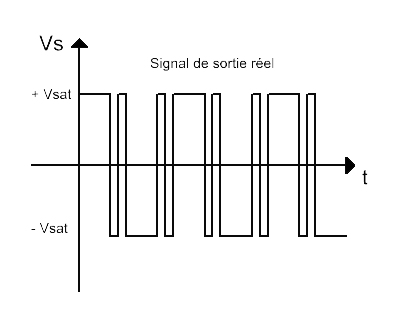 Vs
Signal de sortie réel
+ Vsat
t
- Vsat